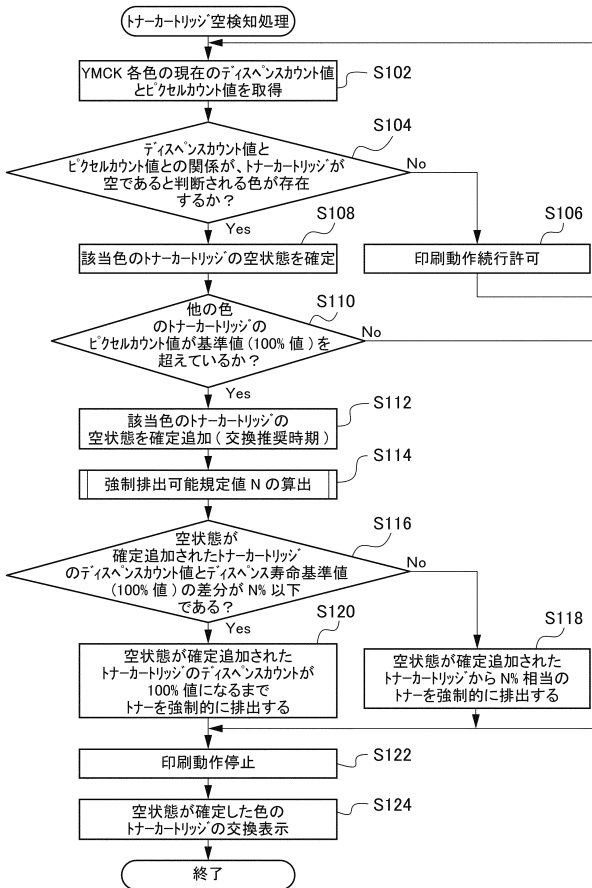 トナーカートリッジ空検知処理
YMCK 各色の現在のディスペンスカウント値
とピクセルカウント値を取得
S102
ディスペンスカウント値と
ピクセルカウント値との関係が、トナーカートリッジが
空であると判断される色が存在
するか？
S104
No
Yes
S108
該当色のトナーカートリッジの空状態を確定
S106
印刷動作続行許可
他の色
のトナーカートリッジの
ピクセルカウント値が基準値(100% 値)を
超えているか？
S110
No
Yes
該当色のトナーカートリッジの
空状態を確定追加(交換推奨時期)
S112
強制排出可能規定値 N の算出
S114
空状態が
確定追加されたトナーカートリッジ
のディスペンスカウント値とディスペンス寿命基準値
(100% 値)の差分が N% 以下
である？
S116
No
Yes
S120
空状態が確定追加された
トナーカートリッジのディスペンスカウントが
100% 値になるまで
トナーを強制的に排出する
S118
空状態が確定追加された
トナーカートリッジから N% 相当の
トナーを強制的に排出する
印刷動作停止
S122
空状態が確定した色の
トナーカートリッジの交換表示
S124
終了